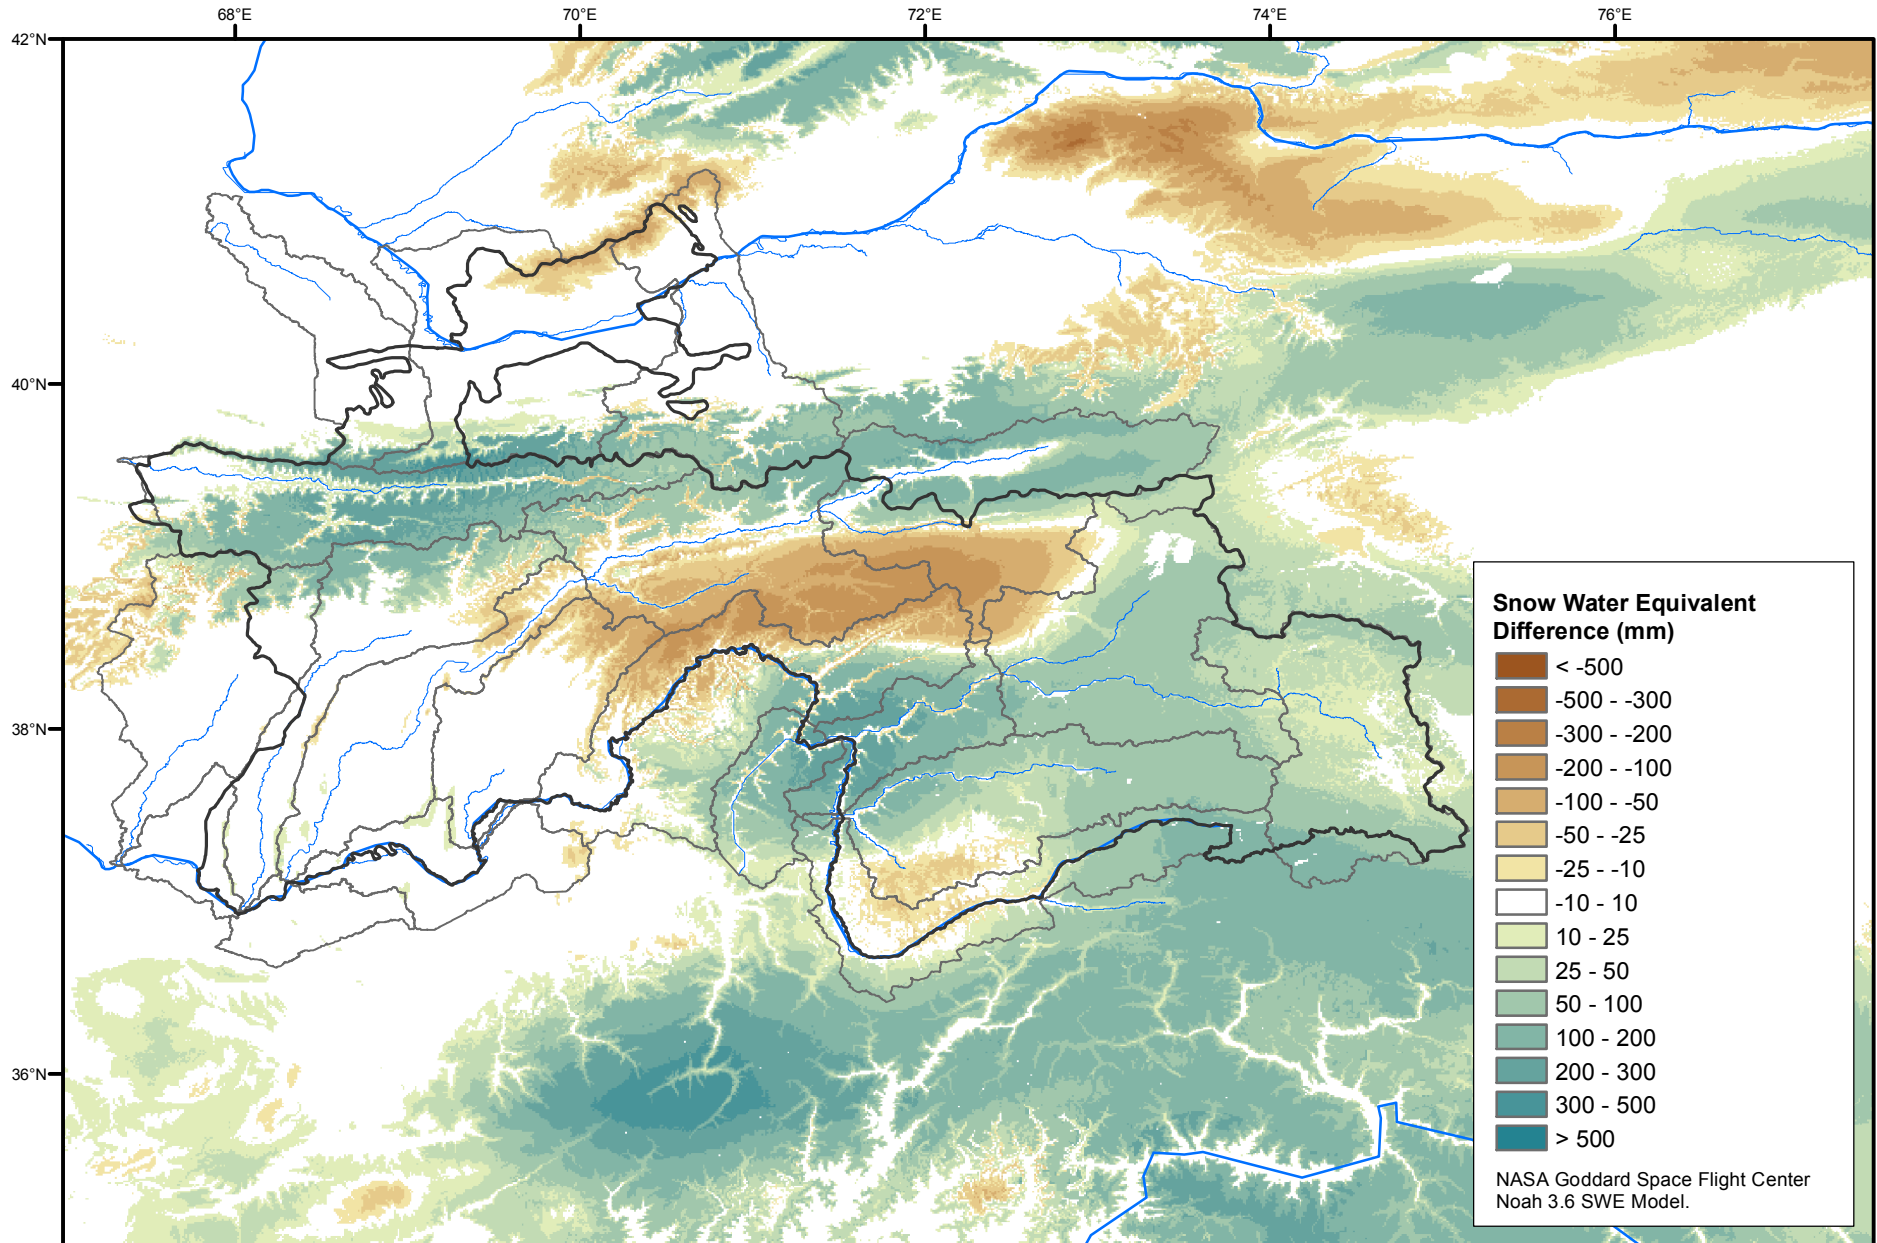 68°E 70°E 72°E 74°E 76°E
42°N
40°N
38°N
36°N
Snow Water Equivalent
Difference (mm)
< -500
-500 - -300
-300 - -200
-200 - -100
-100 - -50
-50 - -25
-25 - -10
-10 - 10
10 - 25
25 - 50
50 - 100
100 - 200
200 - 300
300 - 500
> 500
NASA Goddard Space Flight Center
Noah 3.6 SWE Model.